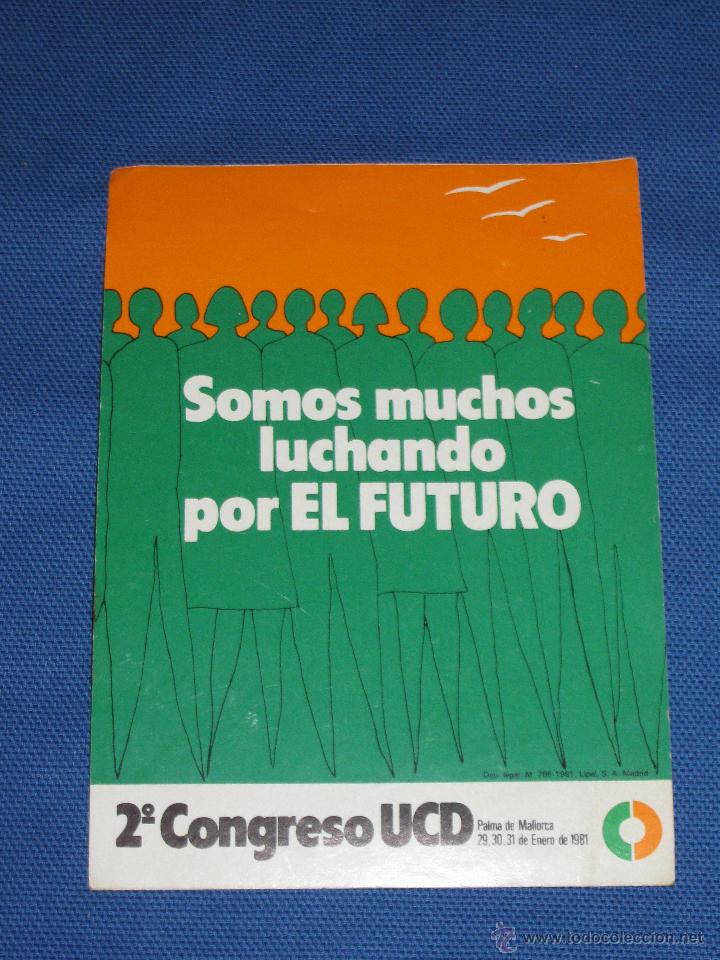 Somos muchos
luchando
por EL FUTURO
Dep. legal: M. 786-1981. Lipal, S. A. Madrid
2º Congreso UCD
Palma de Mallorca
29, 30, 31 de Enero de 1981
todocoleccion
www.todocoleccion.net